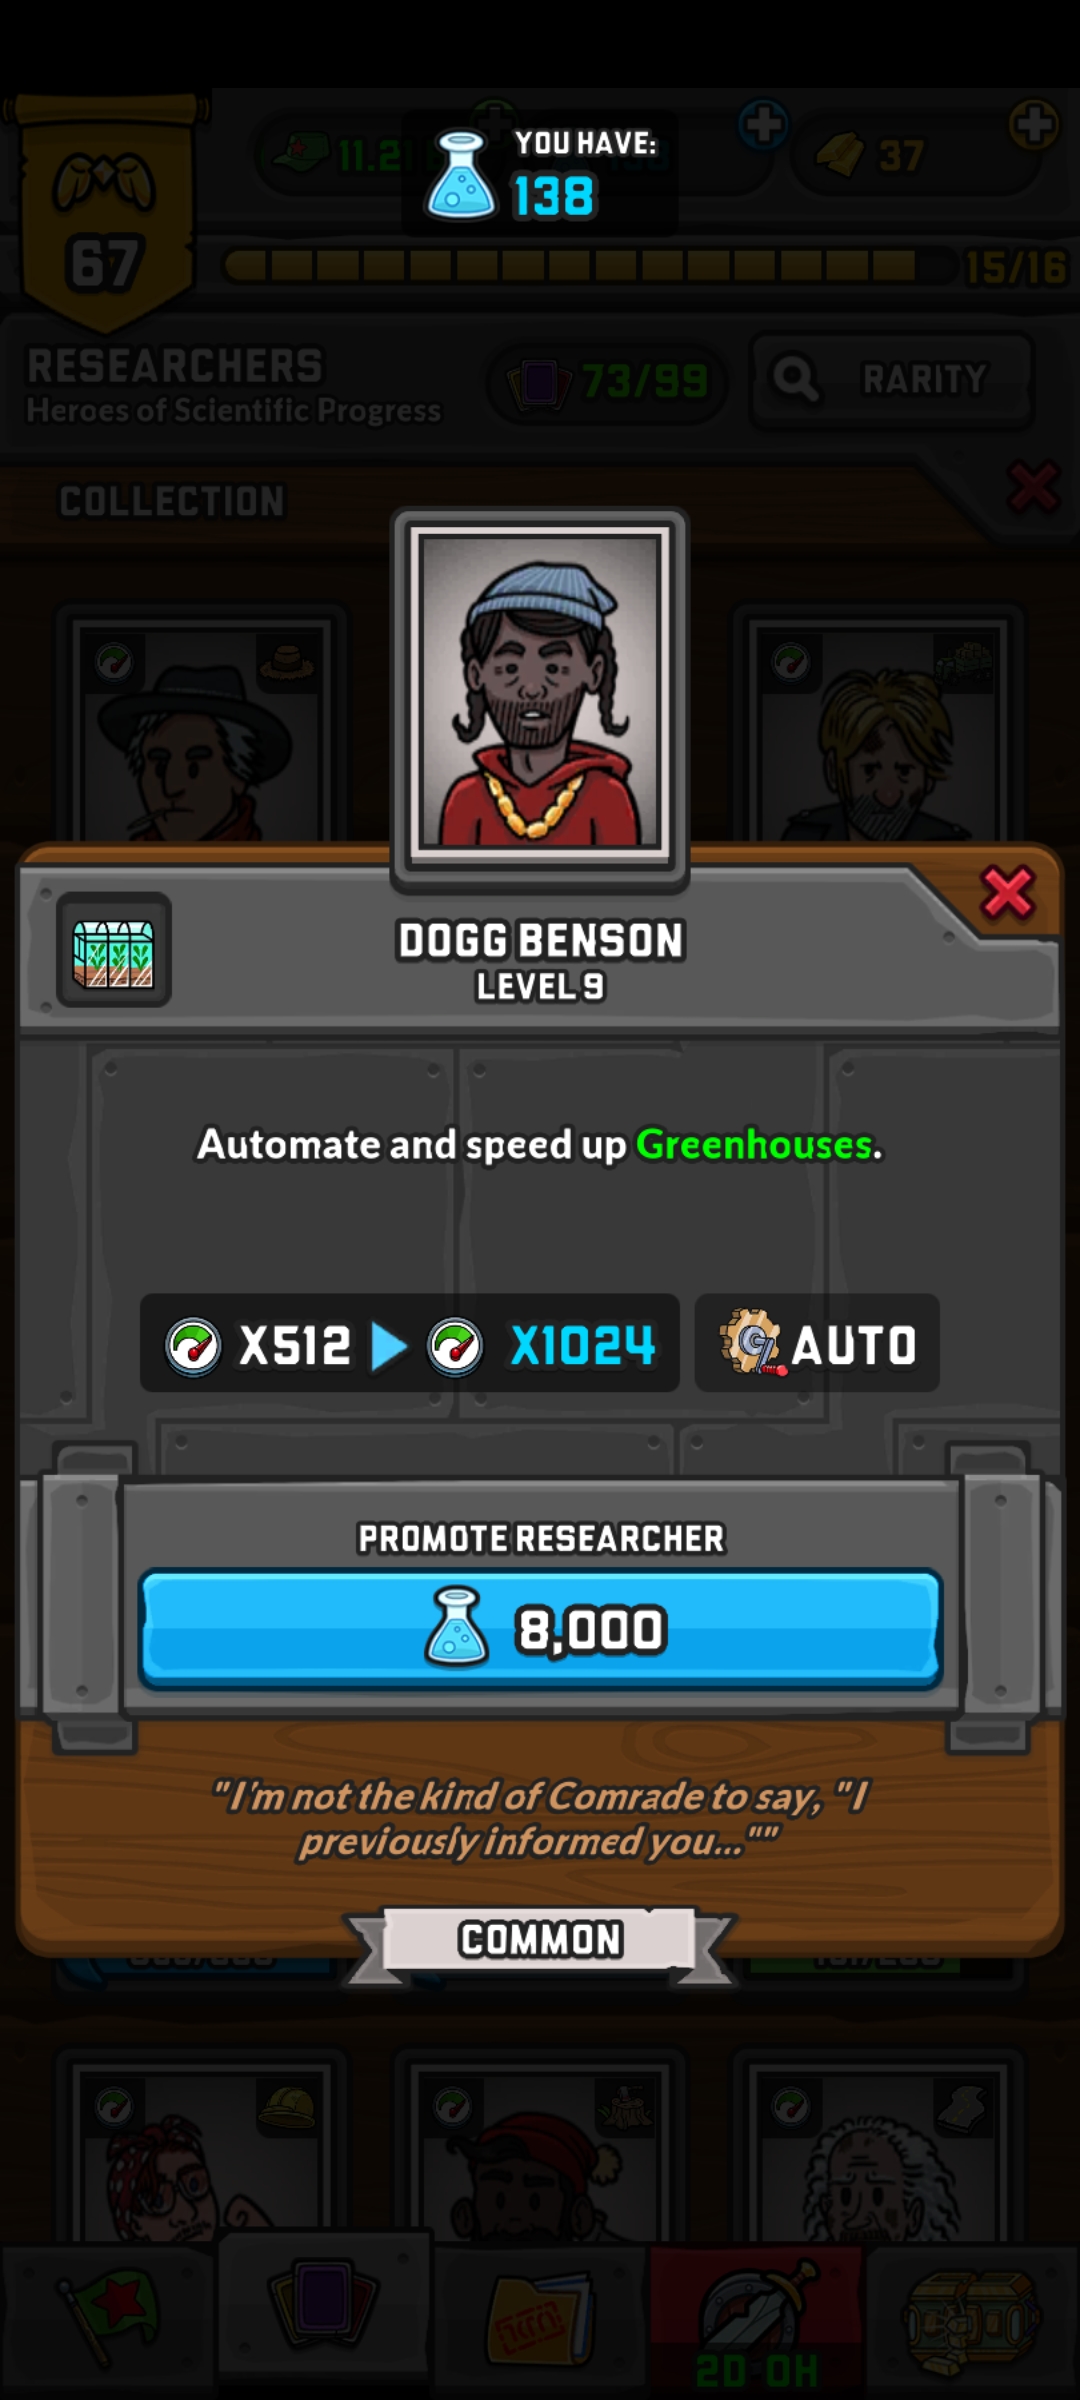 YOU HAVE:
138
11.21
37
67
15/16
RESEARCHERS
Heroes of Scientific Progress
73/99
RARITY
COLLECTION
DOGG BENSON
LEVEL 9
Automate and speed up Greenhouses.
X512
X1024
AUTO
PROMOTE RESEARCHER
8,000
"I'm not the kind of Comrade to say, "I
previously informed you...""
COMMON
2D 0H